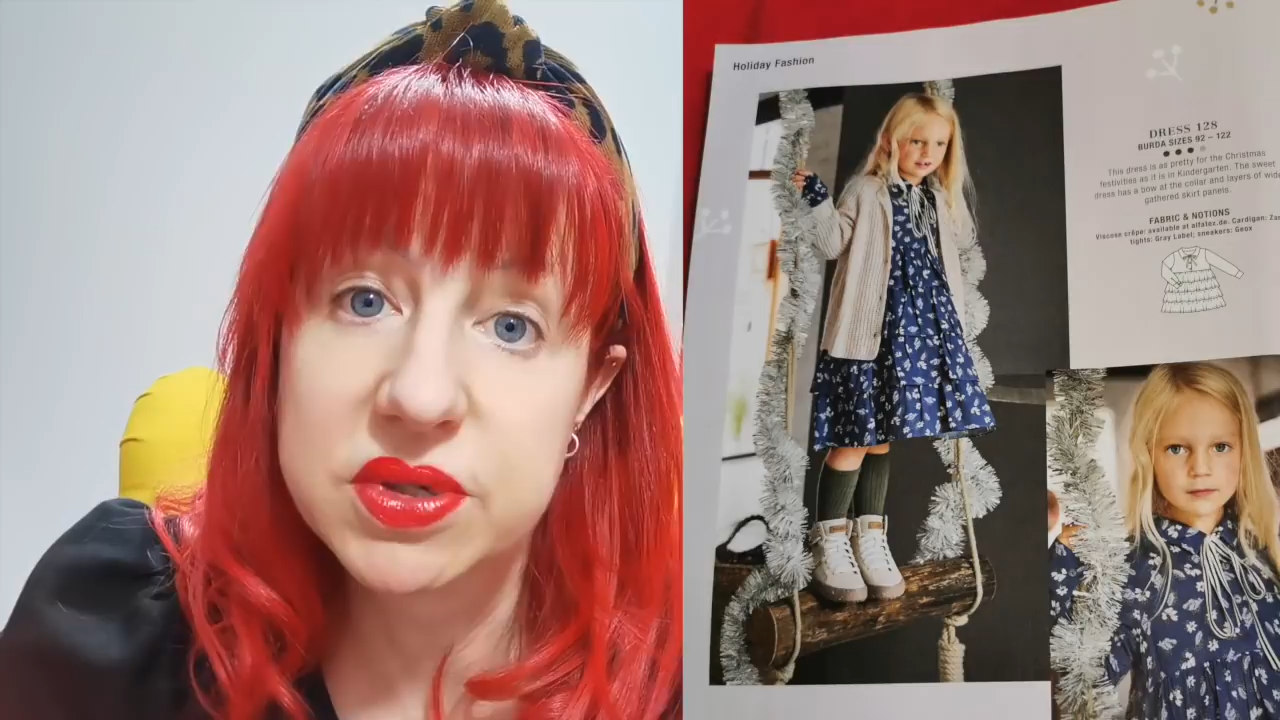 Holiday Fashion
DRESS 128
BURDA SIZES 92 – 122
This dress is as pretty for the Christmas
festivities as it is in Kindergarten. The sweet
dress has a bow at the collar and layers of
gathered skirt panels.
FABRIC & NOTIONS
Viscose crêpe: available at alfatex.de. Cardigan:
tights: Gray Label; sneakers: Geox